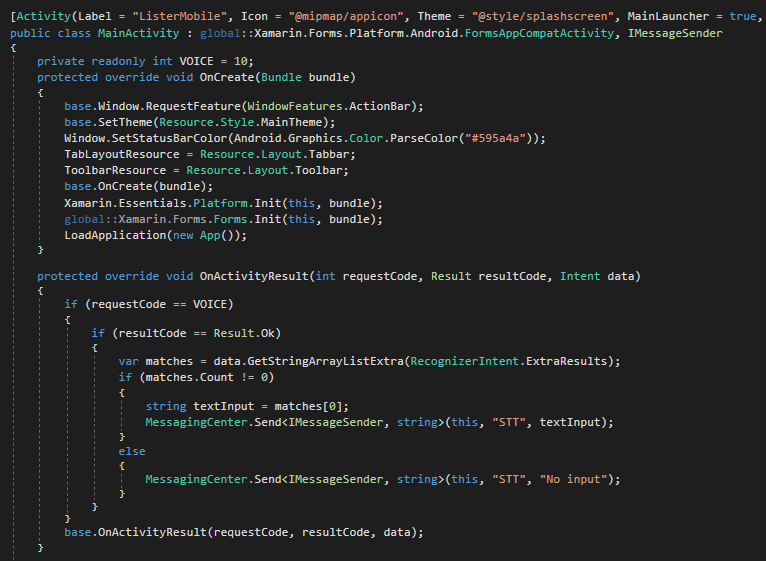 [Activity(Label = "ListerMobile", Icon = "@mipmap/appicon", Theme = "@style/splashscreen", MainLauncher = true,
public class MainActivity : global::Xamarin.Forms.Platform.Android.FormsAppCompatActivity, IMessageSender
{
    private readonly int VOICE = 10;
    protected override void OnCreate(Bundle bundle)
    {
        base.Window.RequestFeature(WindowFeatures.ActionBar);
        base.SetTheme(Resource.Style.MainTheme);
        Window.SetStatusBarColor(Android.Graphics.Color.ParseColor("#595a4a"));
        TabLayoutResource = Resource.Layout.Tabbar;
        ToolbarResource = Resource.Layout.Toolbar;
        base.OnCreate(bundle);
        Xamarin.Essentials.Platform.Init(this, bundle);
        global::Xamarin.Forms.Forms.Init(this, bundle);
        LoadApplication(new App());
    }
    protected override void OnActivityResult(int requestCode, Result resultCode, Intent data)
    {
        if (requestCode == VOICE)
        {
            if (resultCode == Result.Ok)
            {
                var matches = data.GetStringArrayListExtra(RecognizerIntent.ExtraResults);
                if (matches.Count != 0)
                {
                    string textInput = matches[0];
                    MessagingCenter.Send<IMessageSender, string>(this, "STT", textInput);
                }
                else
                {
                    MessagingCenter.Send<IMessageSender, string>(this, "STT", "No input");
                }
            }
        }
        base.OnActivityResult(requestCode, resultCode, data);
    }